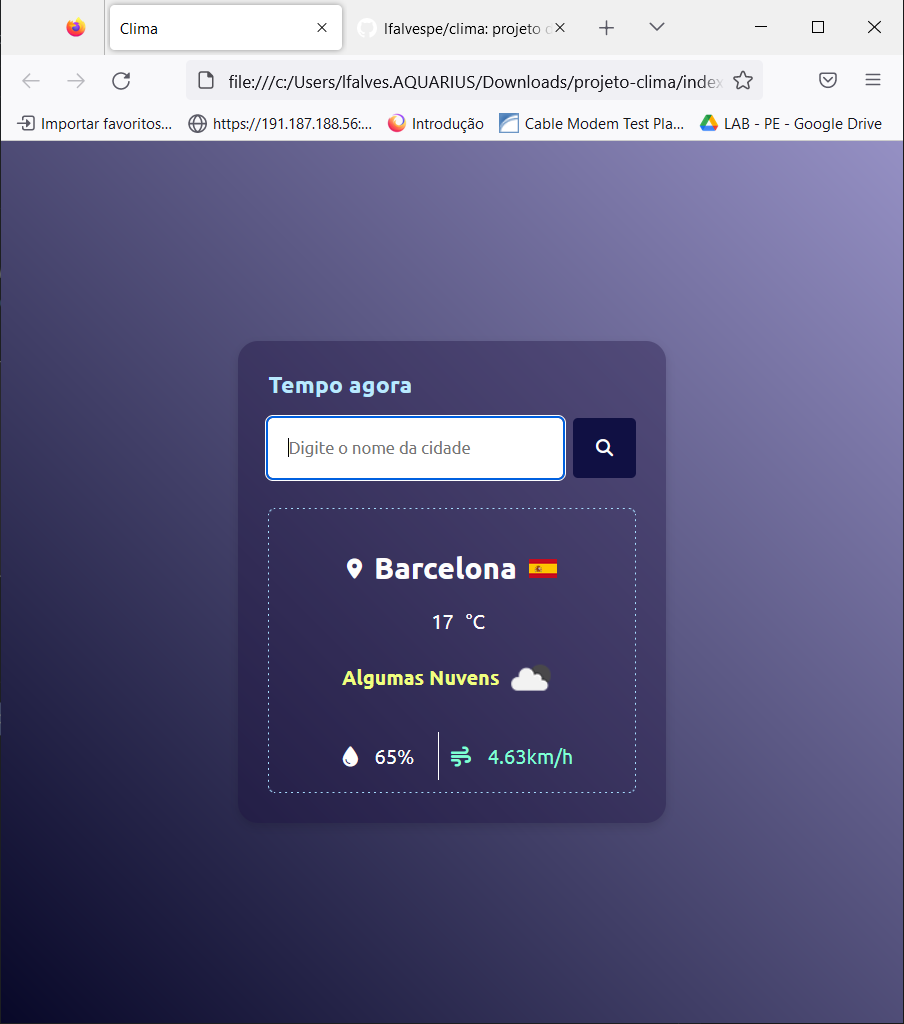 Clima
lfalvespe/clima: projeto d
file:///c:/Users/lfalves.AQUARIUS/Downloads/projeto-clima/index
Importar favoritos...
https://191.187.188.56:...
Introdução
Cable Modem Test Pla...
LAB - PE - Google Drive
Tempo agora
Digite o nome da cidade
Barcelona
17 °C
Algumas Nuvens
65%
4.63km/h